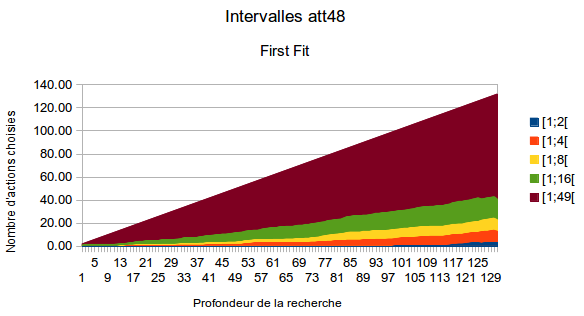 Intervalles att48
First Fit
Nombre d'actions choisies
140.00
120.00
100.00
80.00
60.00
40.00
20.00
0.00
[1;2[
[1;4[
[1;8[
[1;16[
[1;49[
5 13 21 29 37 45 53 61 69 77 85 93 101 109 117 125
1 9 17 25 33 41 49 57 65 73 81 89 97 105 113 121 129
Profondeur de la recherche